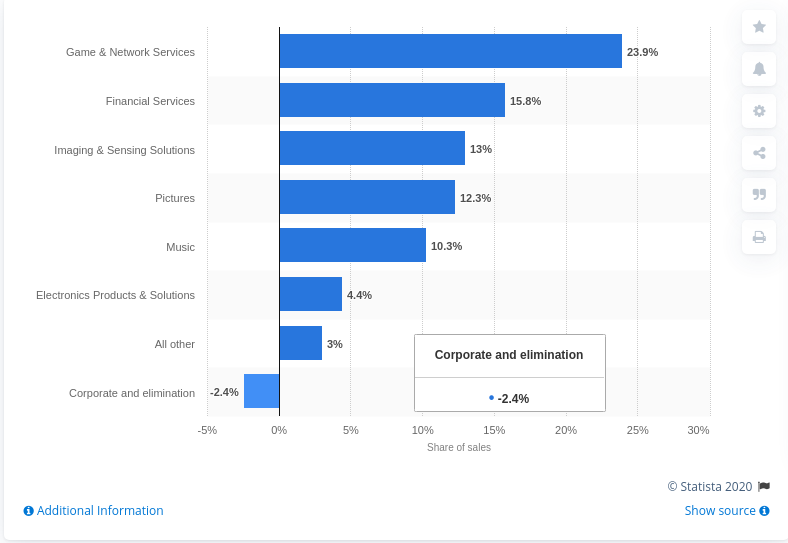 Game & Network Services
23.9%
Financial Services
15.8%
Imaging & Sensing Solutions
13%
Pictures
12.3%
Music
10.3%
Electronics Products & Solutions
4.4%
All other
3%
Corporate and elimination
-2.4%
Corporate and elimination
-2.4%
-5% 0% 5% 10% 15% 20% 25% 30%
Share of sales
© Statista 2020
Additional Information
Show source